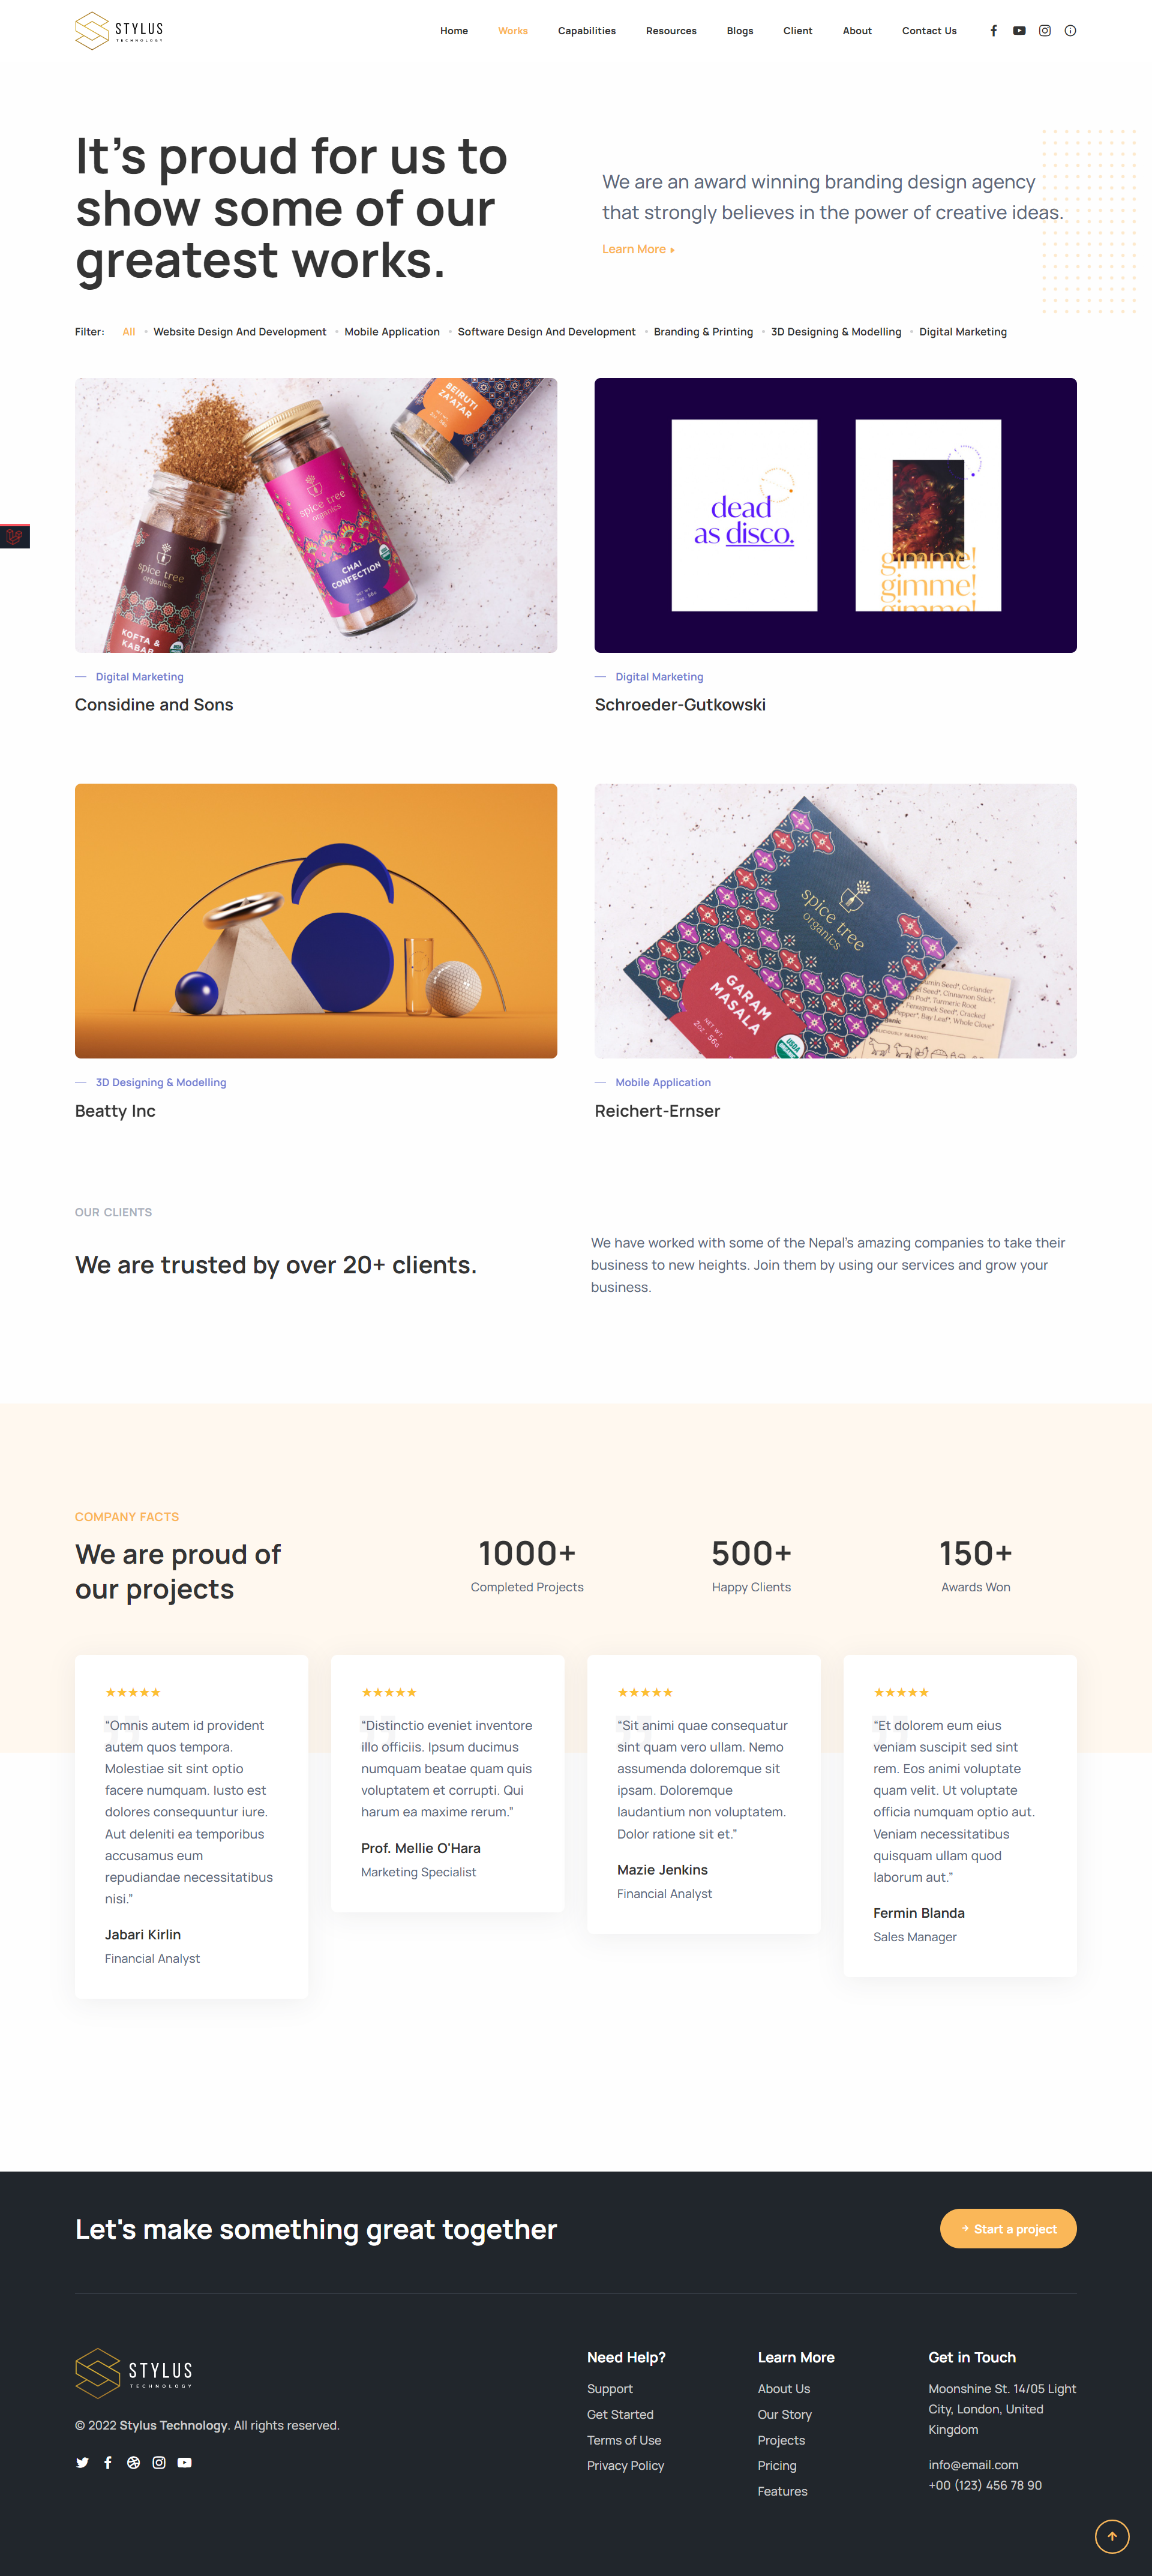 STYLUS
TECHNOLOGY
Home Works Capabilities Resources Blogs Client About Contact Us
It's proud for us to
show some of our
greatest works.
We are an award winning branding design agency
that strongly believes in the power of creative ideas.
Learn More
Filter: All Website Design And Development Mobile Application Software Design And Development Branding & Printing 3D Designing & Modelling Digital Marketing
BEIRUTI
ZA'ATAR
spice tree
organics
CHAI
CONFECTION
spice tree
organics
KOFTA &
KABAB
dead
as disco.
gimme!
gimme!
gimme!
Digital Marketing
Considine and Sons
Digital Marketing
Schroeder-Gutkowski
spice tree
organics
GARAM
MASALA
NET WT.
2oz · 56g
USDA
3D Designing & Modelling
Beatty Inc
Mobile Application
Reichert-Ernser
OUR CLIENTS
We are trusted by over 20+ clients.
We have worked with some of the Nepal's amazing companies to take their
business to new heights. Join them by using our services and grow your
business.
COMPANY FACTS
We are proud of
our projects
1000+
Completed Projects
500+
Happy Clients
150+
Awards Won
“Omnis autem id provident
autem quos tempora.
Molestiae sit sint optio
facere numquam. Iusto est
dolores consequuntur iure.
Aut deleniti ea temporibus
accusamus eum
repudiandae necessitatibus
nisi.”
Jabari Kirlin
Financial Analyst
“Distinctio eveniet inventore
illo officiis. Ipsum ducimus
numquam beatae quam quis
voluptatem et corrupti. Qui
harum ea maxime rerum.”
Prof. Mellie O'Hara
Marketing Specialist
“Sit animi quae consequatur
sint quam vero ullam. Nemo
assumenda doloremque sit
ipsam. Doloremque
laudantium non voluptatem.
Dolor ratione sit et.”
Mazie Jenkins
Financial Analyst
“Et dolorem eum eius
veniam suscipit sed sint
rem. Eos animi voluptate
quam velit. Ut voluptate
officia numquam optio aut.
Veniam necessitatibus
quisquam ullam quod
laborum aut.”
Fermin Blanda
Sales Manager
Let's make something great together
Start a project
STYLUS
TECHNOLOGY
© 2022 Stylus Technology. All rights reserved.
Need Help?
Support
Get Started
Terms of Use
Privacy Policy
Learn More
About Us
Our Story
Projects
Pricing
Features
Get in Touch
Moonshine St. 14/05 Light
City, London, United
Kingdom
info@email.com
+00 (123) 456 78 90